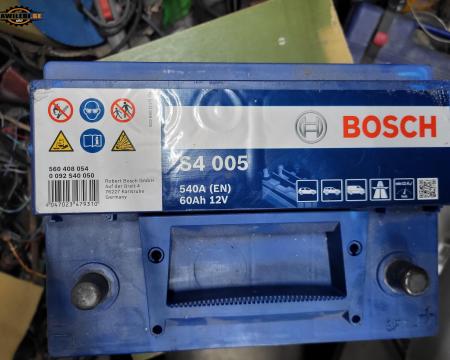 BOSCH
S4 005
540A (EN)
60Ah 12V
560 408 054
0 092 S40 050
Robert Bosch GmbH
Auf der Breit 4
76227 Karlsruhe
Germany
4047023479310